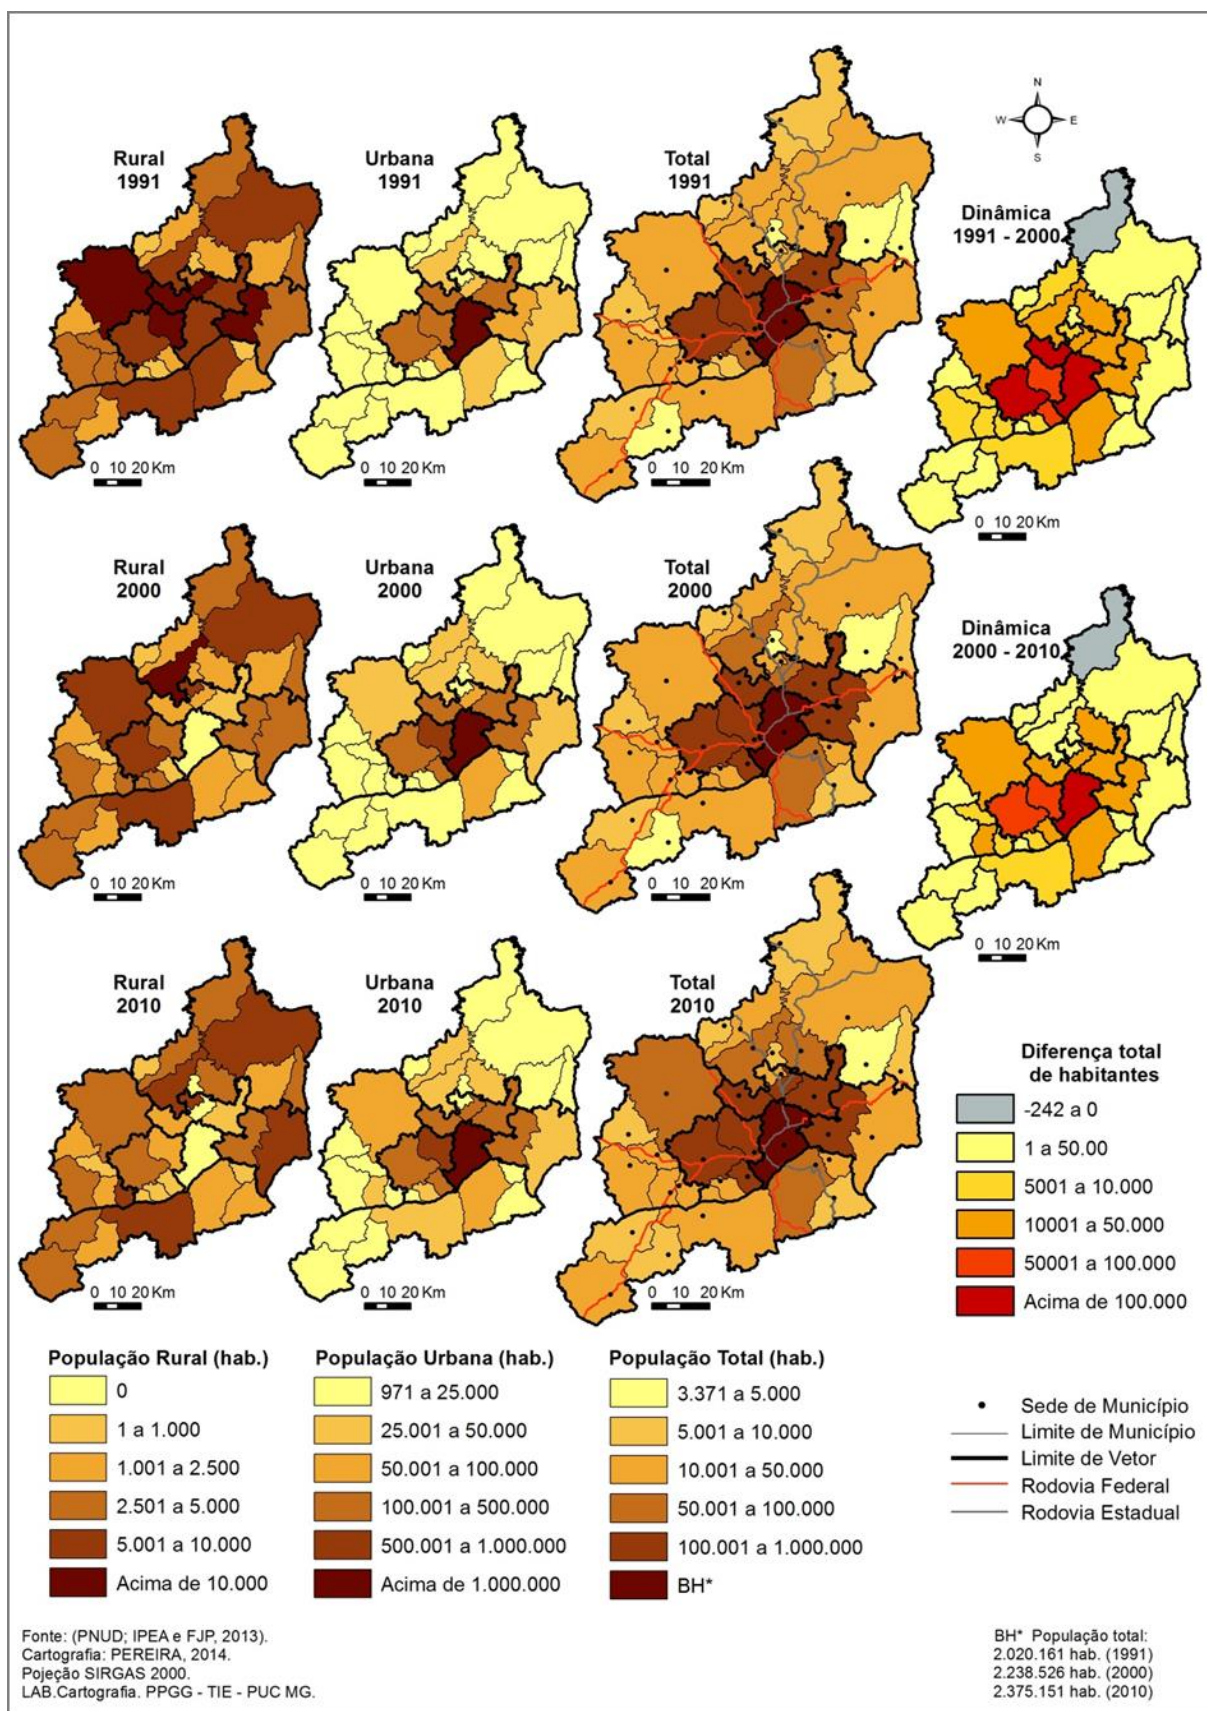 N
W
E
S
Rural
1991
Urbana
1991
Total
1991
Dinâmica
1991 - 2000
0 10 20 Km
0 10 20 Km
0 10 20 Km
0 10 20 Km
Rural
2000
Urbana
2000
Total
2000
Dinâmica
2000 - 2010
0 10 20 Km
0 10 20 Km
0 10 20 Km
0 10 20 Km
Rural
2010
Urbana
2010
Total
2010
0 10 20 Km
0 10 20 Km
0 10 20 Km
Diferença total
de habitantes
-242 a 0
1 a 50.00
5001 a 10.000
10001 a 50.000
50001 a 100.000
Acima de 100.000
População Rural (hab.)
0
1 a 1.000
1.001 a 2.500
2.501 a 5.000
5.001 a 10.000
Acima de 10.000
População Urbana (hab.)
971 a 25.000
25.001 a 50.000
50.001 a 100.000
100.001 a 500.000
500.001 a 1.000.000
Acima de 1.000.000
População Total (hab.)
3.371 a 5.000
5.001 a 10.000
10.001 a 50.000
50.001 a 100.000
100.001 a 1.000.000
BH*
Sede de Município
Limite de Município
Limite de Vetor
Rodovia Federal
Rodovia Estadual
Fonte: (PNUD; IPEA e FJP, 2013).
Cartografia: PEREIRA, 2014.
Pojeção SIRGAS 2000.
LAB.Cartografia. PPGG - TIE - PUC MG.
BH* População total:
2.020.161 hab. (1991)
2.238.526 hab. (2000)
2.375.151 hab. (2010)